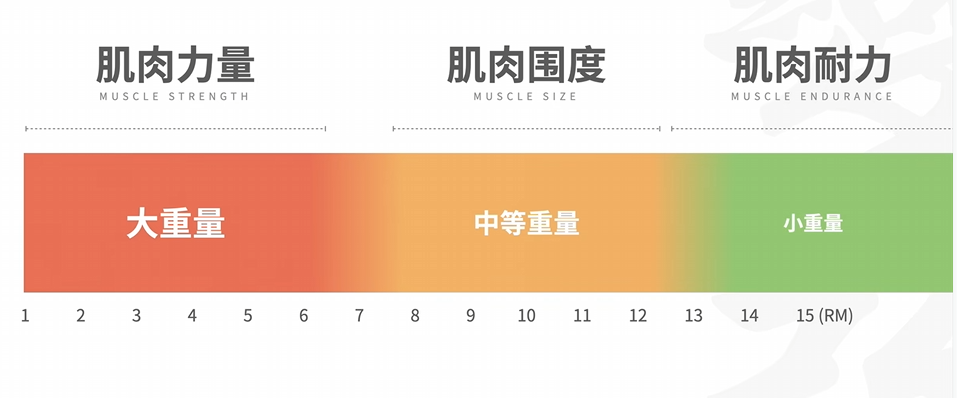 肌肉力量 肌肉围度 肌肉耐力
MUSCLE STRENGTH MUSCLE SIZE MUSCLE ENDURANCE
大重量 中等重量 小重量
1 2 3 4 5 6 7 8 9 10 11 12 13 14 15 (RM)